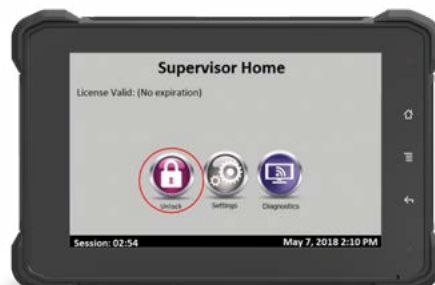 Supervisor Home
License Valid: (No expiration)
Unlock Settings Diagnostics
Session: 02:54 May 7, 2018 2:10 PM